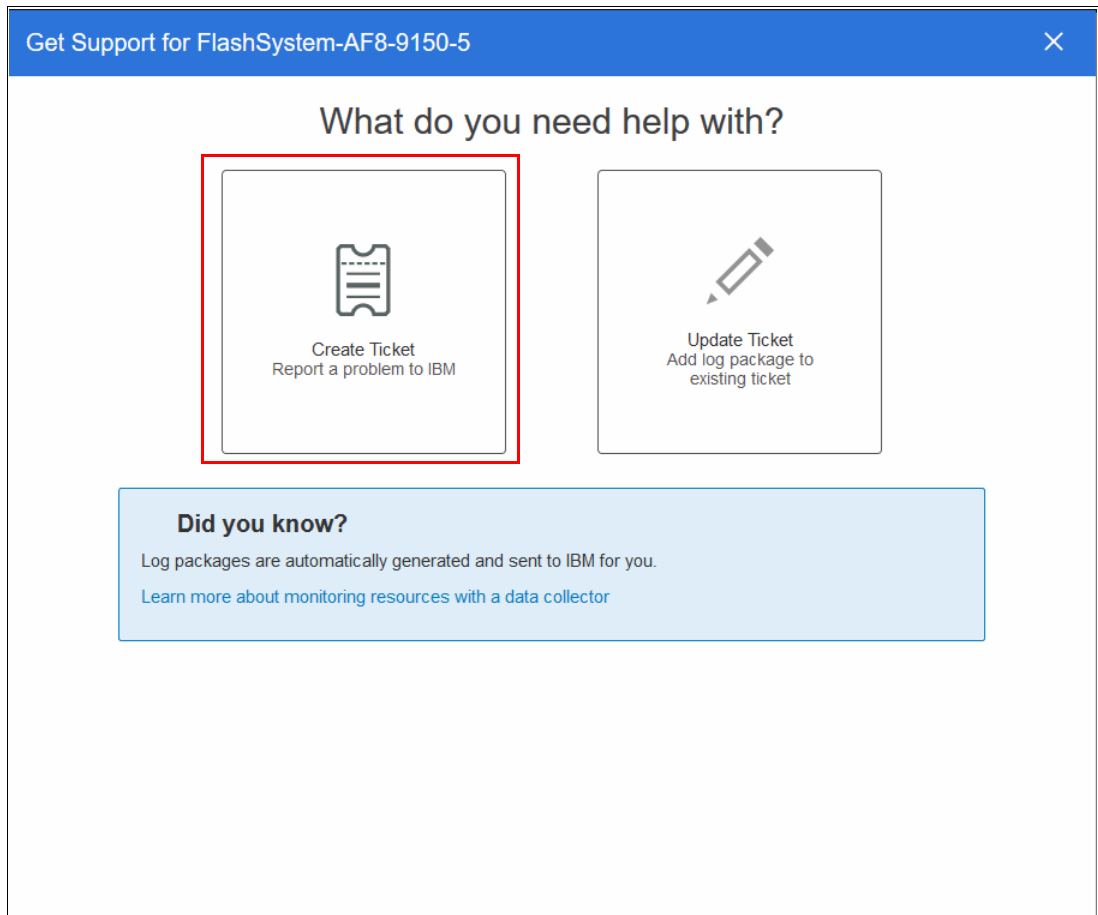 Get Support for FlashSystem-AF8-9150-5
What do you need help with?
Create Ticket
Report a problem to IBM
Update Ticket
Add log package to
existing ticket
Did you know?
Log packages are automatically generated and sent to IBM for you.
Learn more about monitoring resources with a data collector